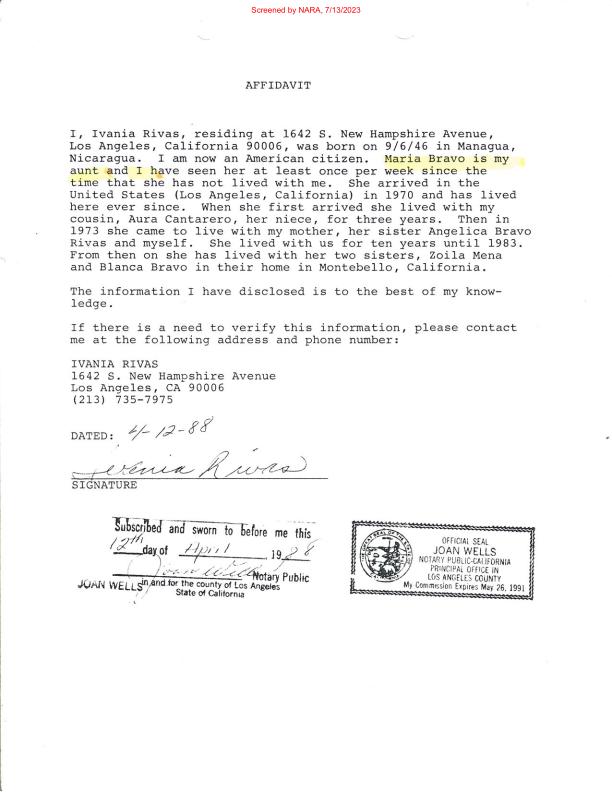 Screened by NARA, 7/13/2023
AFFIDAVIT
I, Ivania Rivas, residing at 1642 S. New Hampshire Avenue,
Los Angeles, California 90006, was born on 9/6/46 in Managua,
Nicaragua. I am now an American citizen. Maria Bravo is my
aunt and I have seen her at least once per week since the
time that she has not lived with me. She arrived in the
United States (Los Angeles, California) in 1970 and has lived
here ever since. When she first arrived she lived with my
cousin, Aura Cantarero, her niece, for three years. Then in
1973 she came to live with my mother, her sister Angelica Bravo
Rivas and myself. She lived with us for ten years until 1983.
From then on she has lived with her two sisters, Zoila Mena
and Blanca Bravo in their home in Montebello, California.
The information I have disclosed is to the best of my know-
ledge.
If there is a need to verify this information, please contact
me at the following address and phone number:
IVANIA RIVAS
1642 S. New Hampshire Avenue
Los Angeles, CA 90006
(213) 735-7975
DATED: 4-12-88
Ivania Rivas
SIGNATURE
Subscribed and sworn to before me this
12th day of April 1988
Joan Wells Notary Public
JOAN WELLS in and for the county of Los Angeles
State of California
OFFICIAL SEAL
JOAN WELLS
NOTARY PUBLIC-CALIFORNIA
PRINCIPAL OFFICE IN
LOS ANGELES COUNTY
My Commission Expires May 26, 1991